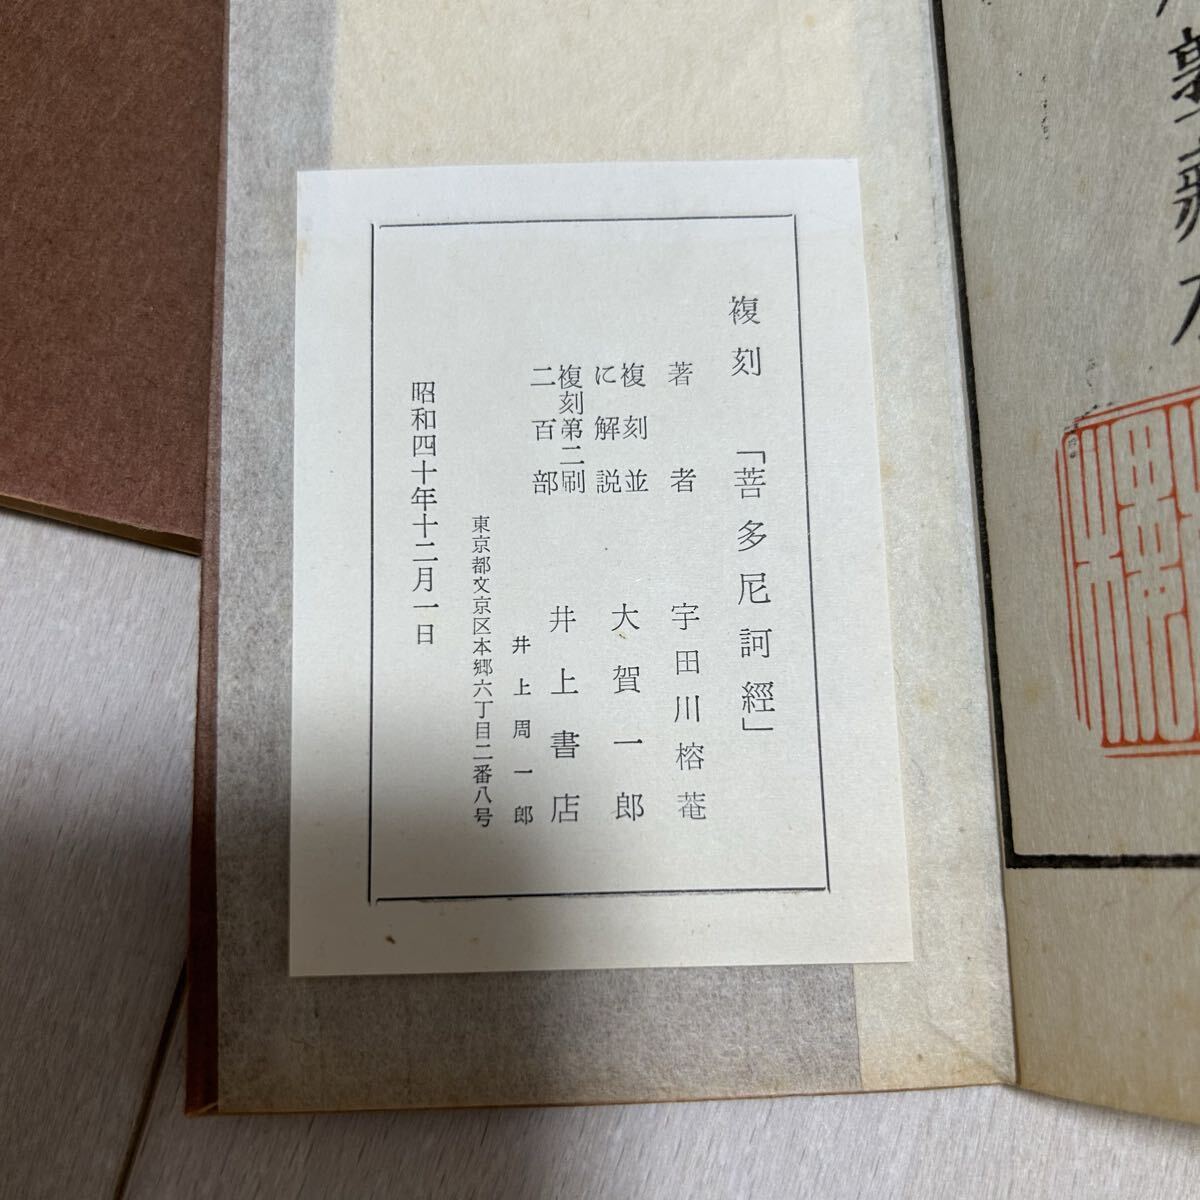 複刻「菩多尼訶經」
著者 宇田川榕菴
複刻並に解説 大賀一郎
複刻第二刷二百部 井上書店
井上周一郎
東京都文京区本郷六丁目二番八号
昭和四十年十二月一日